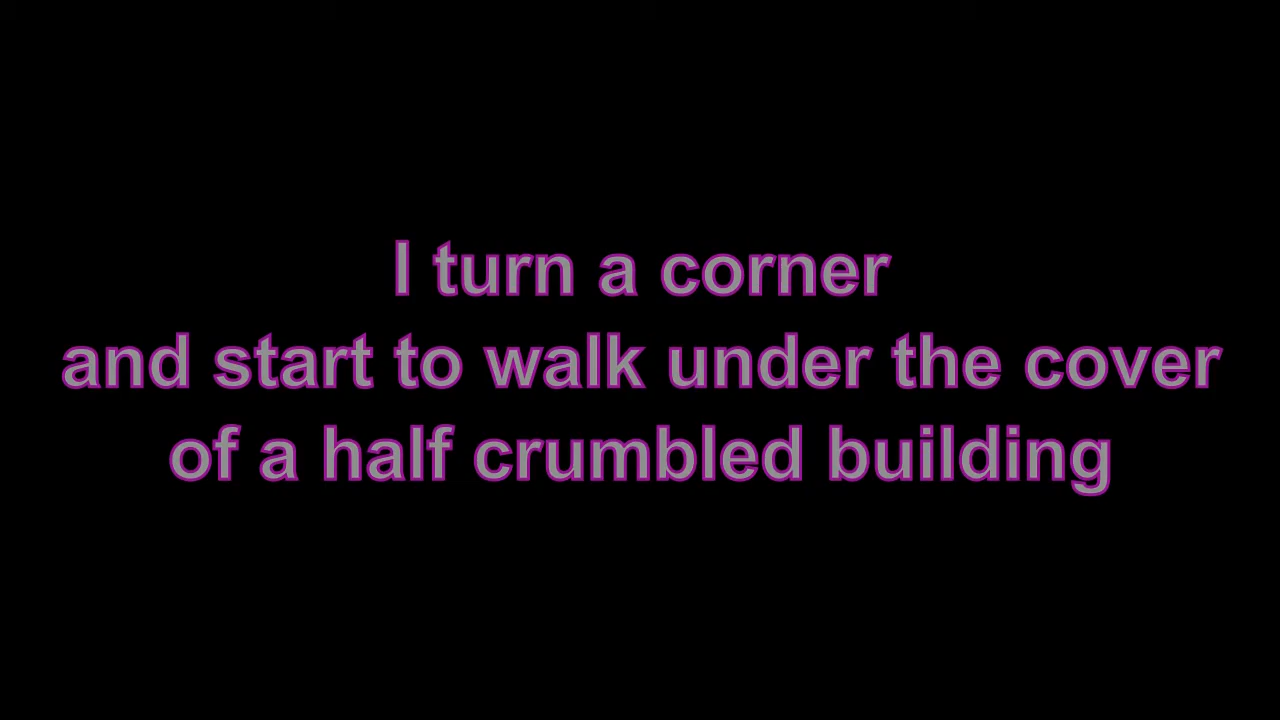 I turn a corner
and start to walk under the cover
of a half crumbled building